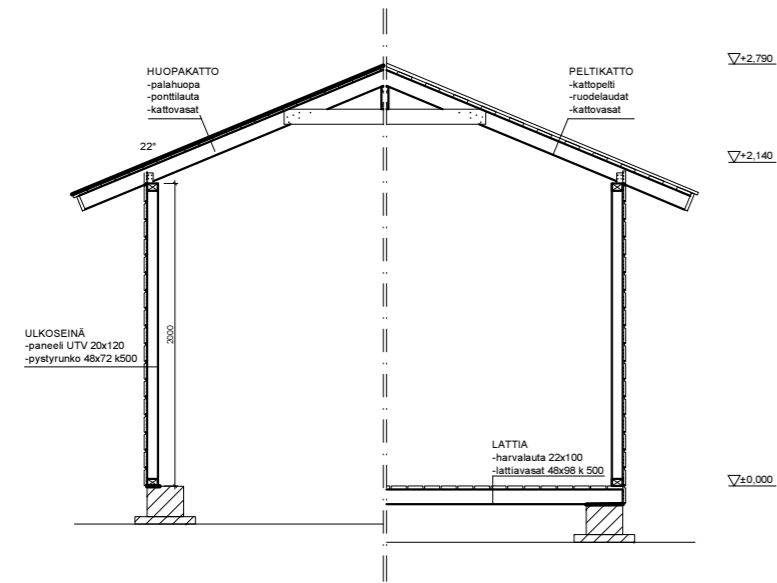 +2,790
HUOPAKATTO
-palahuopa
-ponttilauta
-kattovasat
PELTIKATTO
-kattopelti
-ruodelaudat
-kattovasat
22°
+2,140
2000
ULKOSEINÄ
-paneeli UTV 20x120
-pystyrunko 48x72 k500
LATTIA
-harvalauta 22x100
-lattiavasat 48x98 k 500
±0,000